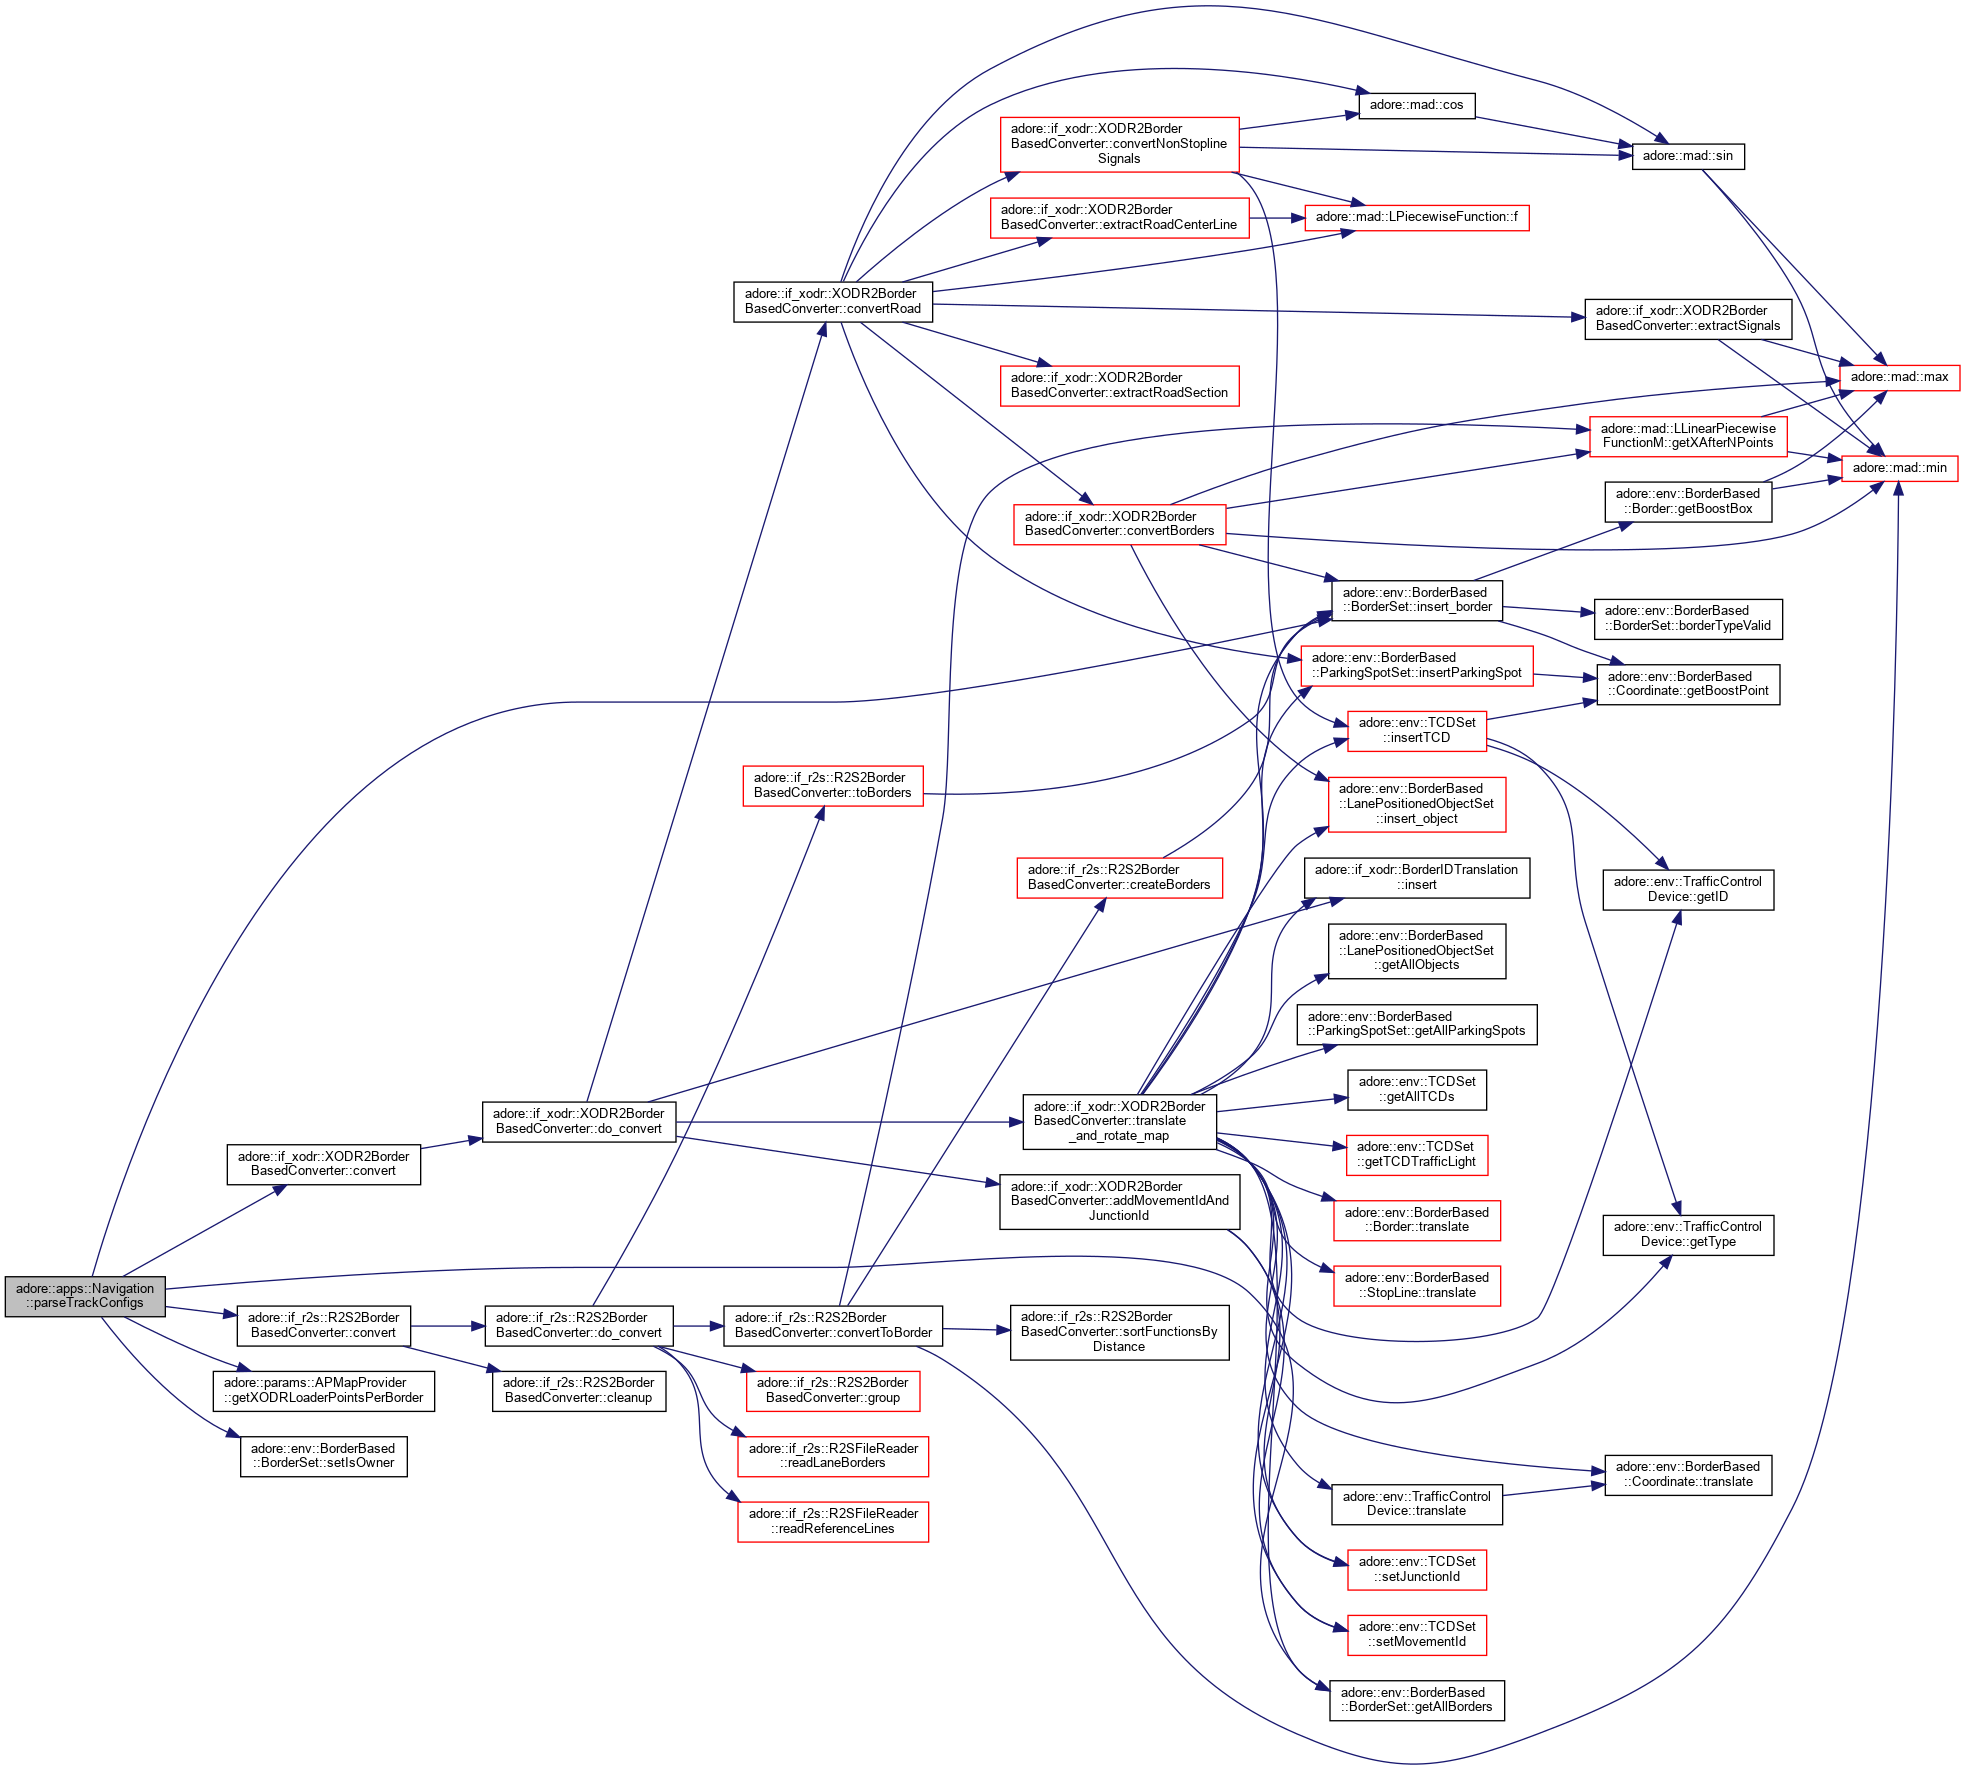 adore::apps::Navigation
::parseTrackConfigs
adore::if_xodr::XODR2Border
BasedConverter::convert
adore::if_r2s::R2S2Border
BasedConverter::convert
adore::params::APMapProvider
::getXODRLoaderPointsPerBorder
adore::env::BorderBased
::BorderSet::setIsOwner
adore::if_xodr::XODR2Border
BasedConverter::do_convert
adore::if_r2s::R2S2Border
BasedConverter::do_convert
adore::if_r2s::R2S2Border
BasedConverter::cleanup
adore::if_xodr::XODR2Border
BasedConverter::convertRoad
adore::if_r2s::R2S2Border
BasedConverter::toBorders
adore::if_r2s::R2S2Border
BasedConverter::convertToBorder
adore::if_r2s::R2S2Border
BasedConverter::group
adore::if_r2s::R2SFileReader
::readLaneBorders
adore::if_r2s::R2SFileReader
::readReferenceLines
adore::if_xodr::XODR2Border
BasedConverter::convertNonStopline
Signals
adore::if_xodr::XODR2Border
BasedConverter::extractRoadCenterLine
adore::if_xodr::XODR2Border
BasedConverter::extractRoadSection
adore::if_xodr::XODR2Border
BasedConverter::convertBorders
adore::if_r2s::R2S2Border
BasedConverter::createBorders
adore::if_xodr::XODR2Border
BasedConverter::translate
_and_rotate_map
adore::if_xodr::XODR2Border
BasedConverter::addMovementIdAnd
JunctionId
adore::if_r2s::R2S2Border
BasedConverter::sortFunctionsBy
Distance
adore::mad::cos
adore::mad::LPiecewiseFunction::f
adore::env::BorderBased
::BorderSet::insert_border
adore::env::BorderBased
::ParkingSpotSet::insertParkingSpot
adore::env::TCDSet
::insertTCD
adore::env::BorderBased
::LanePositionedObjectSet
::insert_object
adore::if_xodr::BorderIDTranslation
::insert
adore::env::BorderBased
::LanePositionedObjectSet
::getAllObjects
adore::env::BorderBased
::ParkingSpotSet::getAllParkingSpots
adore::env::TCDSet
::getAllTCDs
adore::env::TCDSet
::getTCDTrafficLight
adore::env::BorderBased
::Border::translate
adore::env::BorderBased
::StopLine::translate
adore::env::TrafficControl
Device::translate
adore::env::TCDSet
::setJunctionId
adore::env::TCDSet
::setMovementId
adore::env::BorderBased
::BorderSet::getAllBorders
adore::mad::sin
adore::if_xodr::XODR2Border
BasedConverter::extractSignals
adore::mad::LLinearPiecewise
FunctionM::getXAfterNPoints
adore::env::BorderBased
::Border::getBoostBox
adore::env::BorderBased
::BorderSet::borderTypeValid
adore::env::BorderBased
::Coordinate::getBoostPoint
adore::env::TrafficControl
Device::getID
adore::env::TrafficControl
Device::getType
adore::env::BorderBased
::Coordinate::translate
adore::mad::max
adore::mad::min